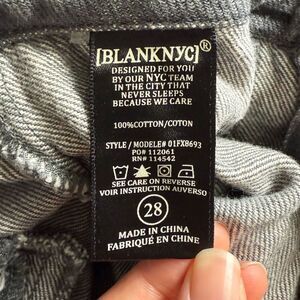 [BLANKNYC]®
DESIGNED FOR YOU
BY OUR NYC TEAM
IN THE CITY THAT
NEVER SLEEPS
BECAUSE WE CARE
100%COTTON/COTON
STYLE / MODELE# 01FX8693
PO# 112061
RN# 114542
SEE CARE ON REVERSE
VOIR INSTRUCTION AUVERSO
28
MADE IN CHINA
FABRIQUÉ EN CHINE